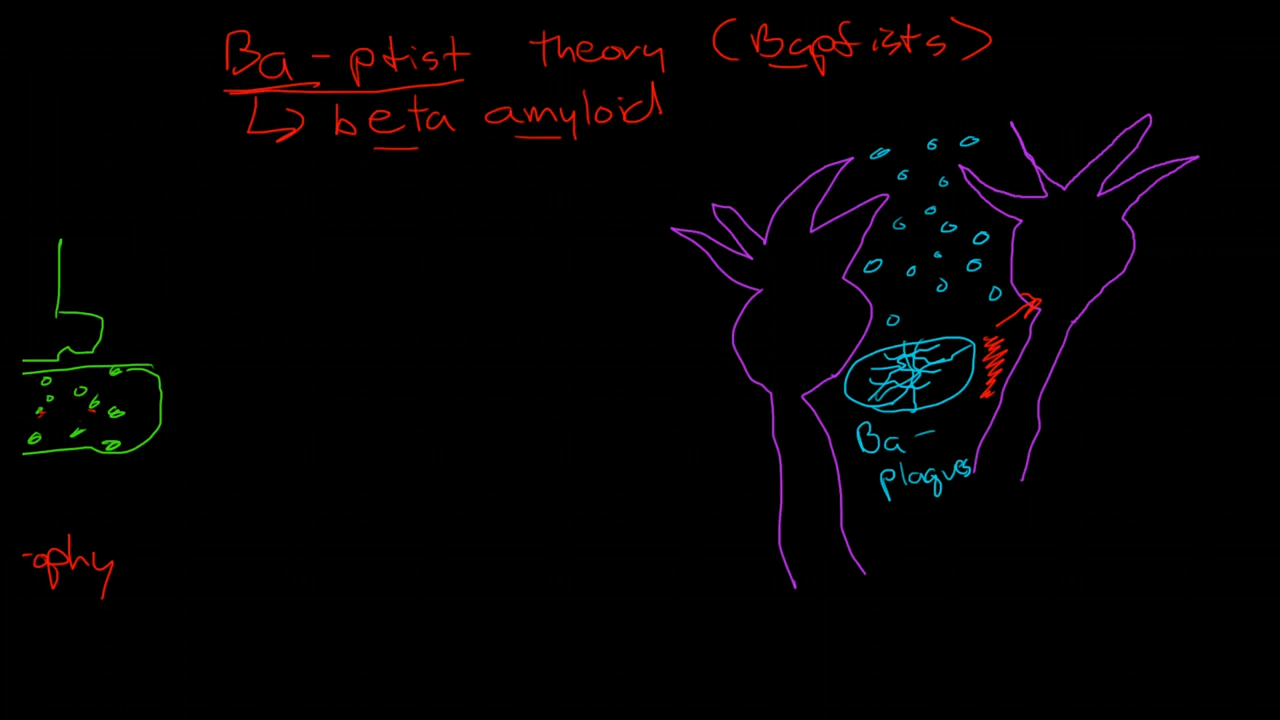 Ba-ptist theory (Baptists)
↳ beta amyloid
Ba-
plaques
-ophy